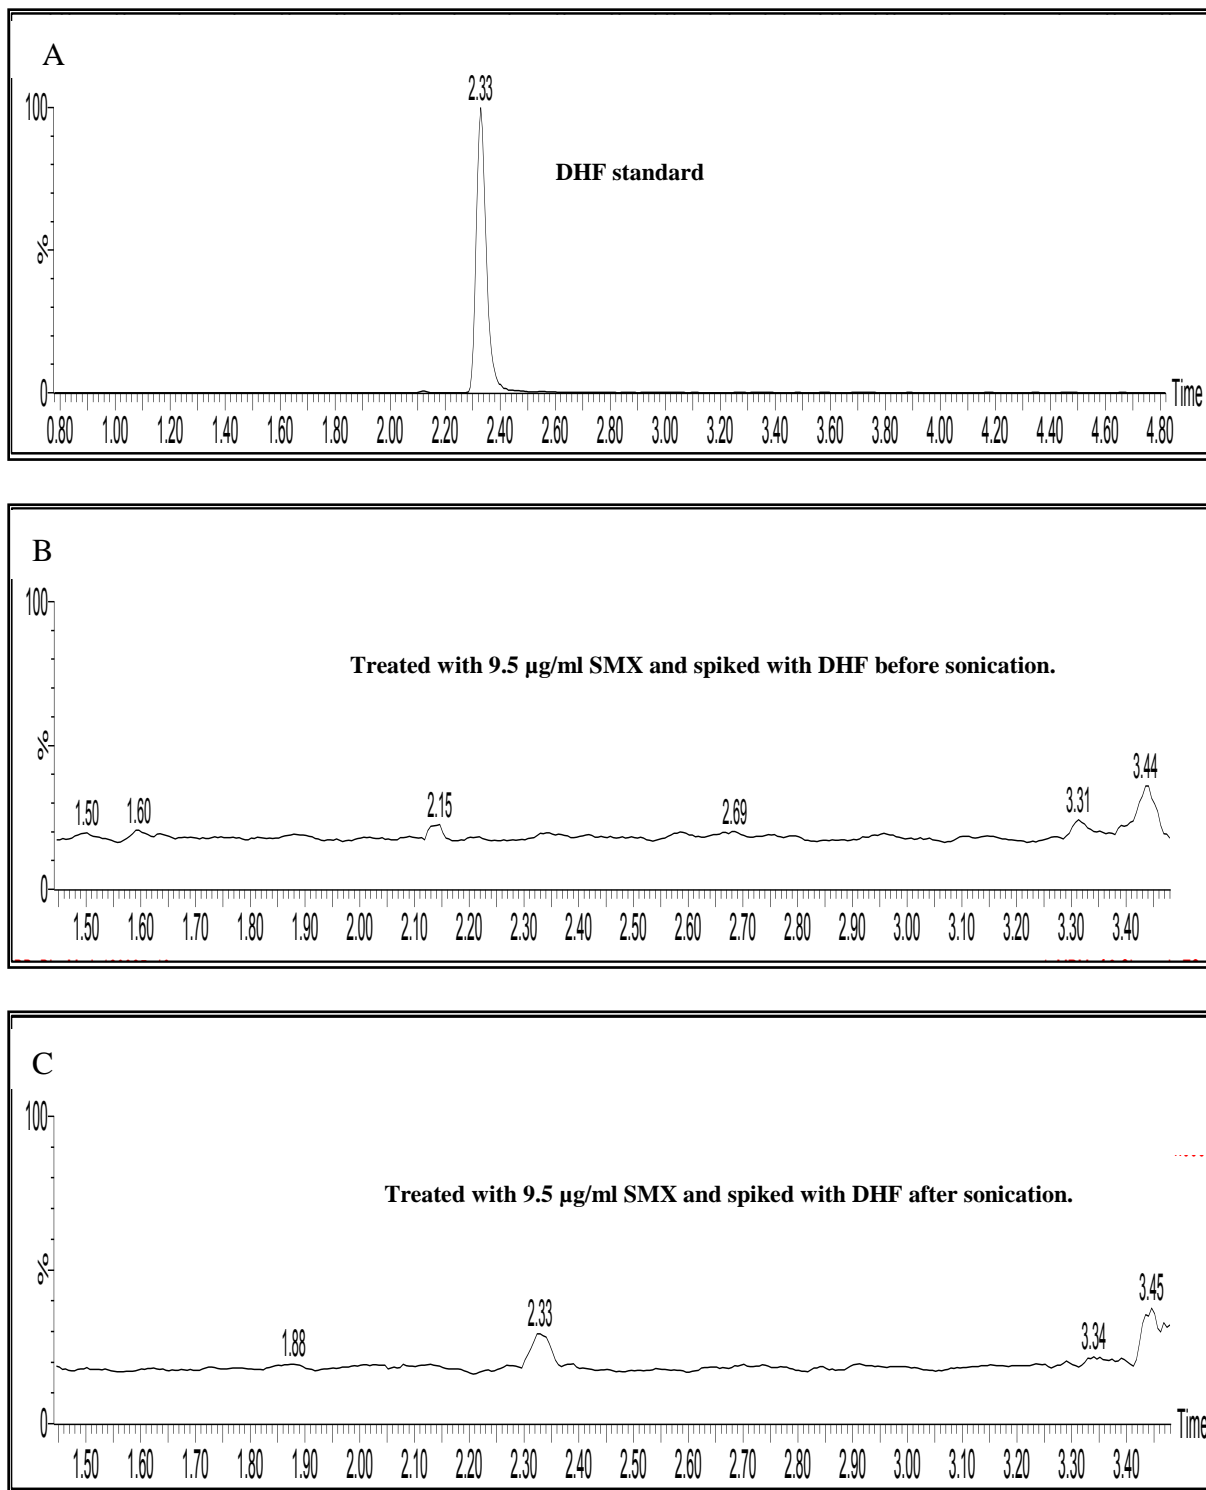 A
2.33
100
DHF standard
%
0
Time
0.80 1.00 1.20 1.40 1.60 1.80 2.00 2.20 2.40 2.60 2.80 3.00 3.20 3.40 3.60 3.80 4.00 4.20 4.40 4.60 4.80
B
100
Treated with 9.5 µg/ml SMX and spiked with DHF before sonication.
%
3.44
1.50 1.60 2.15 2.69 3.31
0
1.50 1.60 1.70 1.80 1.90 2.00 2.10 2.20 2.30 2.40 2.50 2.60 2.70 2.80 2.90 3.00 3.10 3.20 3.30 3.40
C
100
Treated with 9.5 µg/ml SMX and spiked with DHF after sonication.
%
3.45
2.33
1.88 3.34
0
Time
1.50 1.60 1.70 1.80 1.90 2.00 2.10 2.20 2.30 2.40 2.50 2.60 2.70 2.80 2.90 3.00 3.10 3.20 3.30 3.40